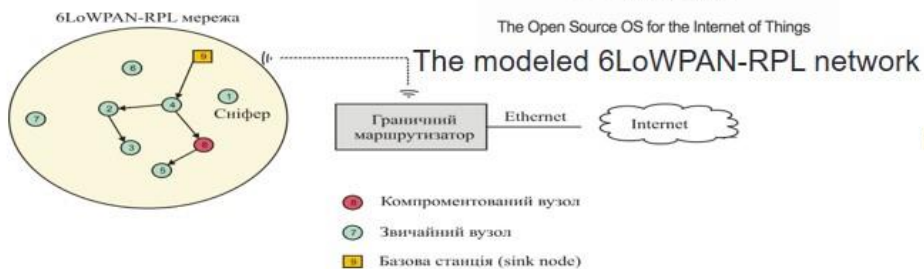 6LoWPAN-RPL мережа
The Open Source OS for the Internet of Things
The modeled 6LoWPAN-RPL network
9
6
1
2
4
Сніфер
7
3
8
5
Граничний
маршрутизатор
Ethernet
Internet
8 Компроментований вузол
7 Звичайний вузол
9 Базова станція (sink node)